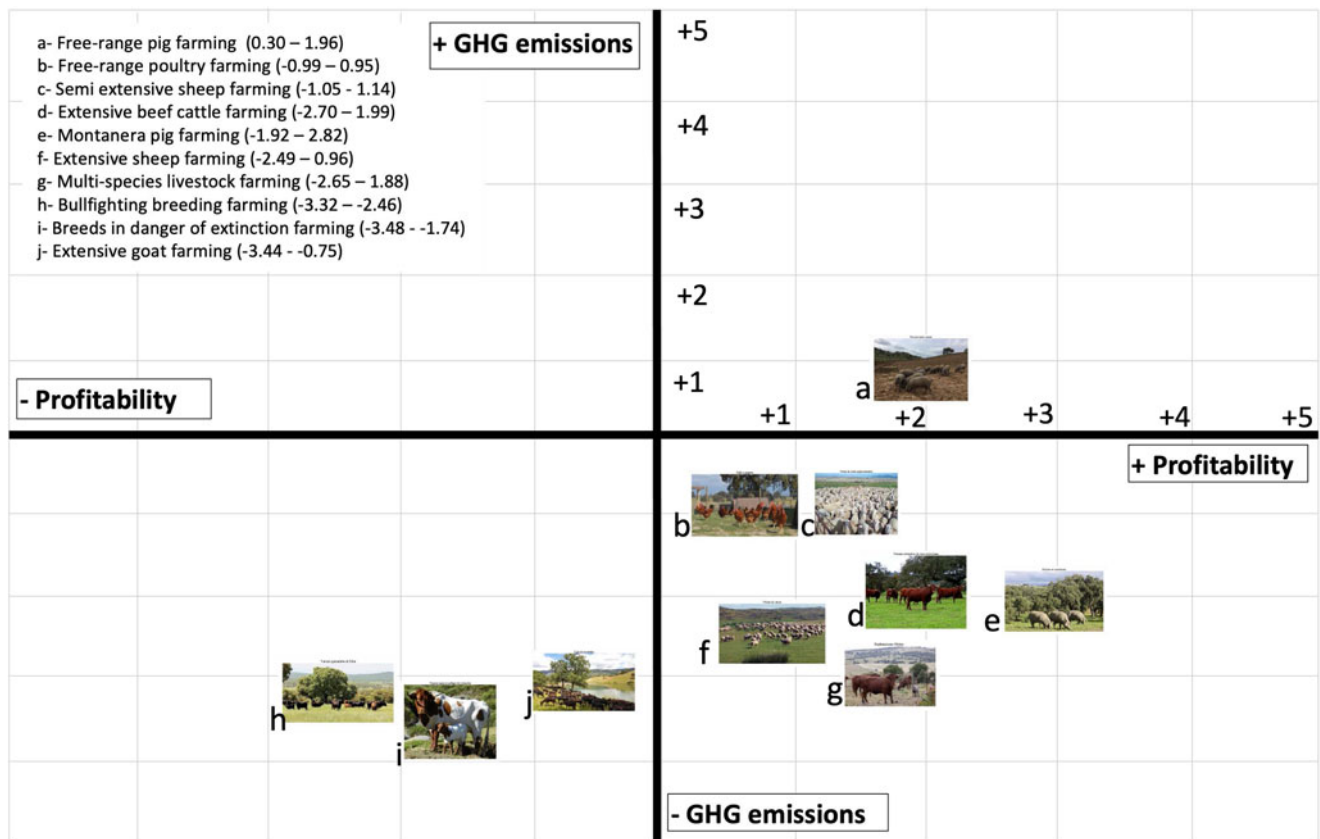 a- Free-range pig farming (0.30 – 1.96)
b- Free-range poultry farming (-0.99 – 0.95)
c- Semi extensive sheep farming (-1.05 - 1.14)
d- Extensive beef cattle farming (-2.70 – 1.99)
e- Montanera pig farming (-1.92 – 2.82)
f- Extensive sheep farming (-2.49 – 0.96)
g- Multi-species livestock farming (-2.65 – 1.88)
h- Bullfighting breeding farming (-3.32 – -2.46)
i- Breeds in danger of extinction farming (-3.48 - -1.74)
j- Extensive goat farming (-3.44 - -0.75)
+ GHG emissions
+5
+4
+3
+2
+1
- Profitability
a
+1 +2 +3 +4 +5
+ Profitability
b
c
d
e
f
g
h
i
j
- GHG emissions